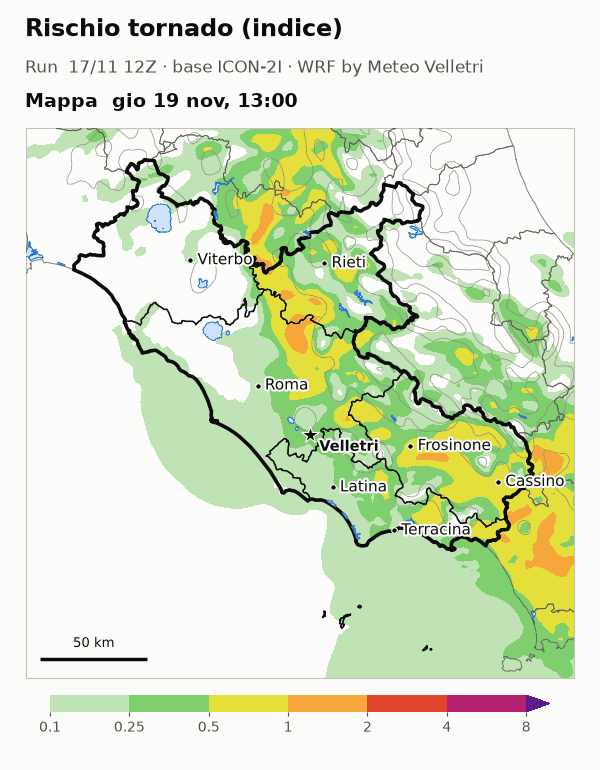 Rischio tornado (indice)
Run  17/11 12Z · base ICON-2I · WRF by Meteo Velletri
Mappa  gio 19 nov, 13:00
Viterbo
Rieti
Roma
Velletri
Frosinone
Cassino
Latina
Terracina
50 km
0.1 0.25 0.5 1 2 4 8